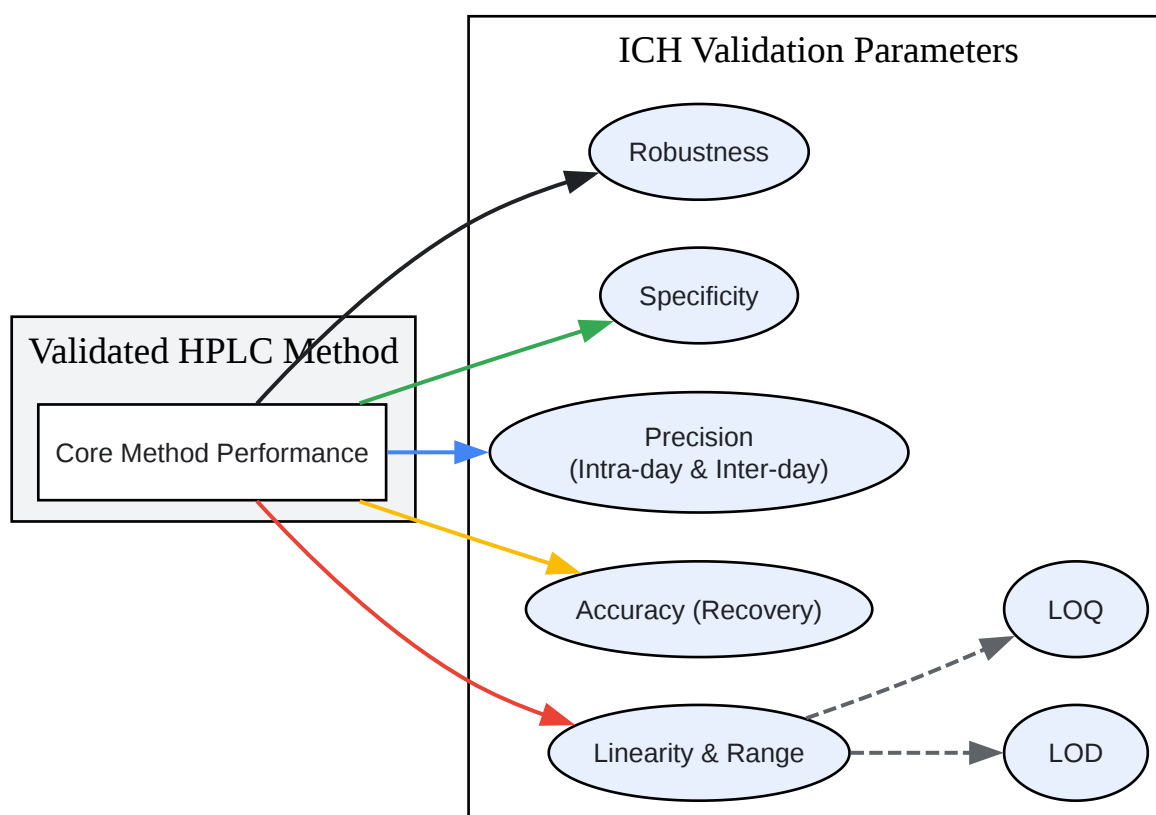 ICH Validation Parameters
Robustness
Specificity
Validated HPLC Method
Core Method Performance
Precision
(Intra-day & Inter-day)
Accuracy (Recovery)
LOQ
Linearity & Range
LOD